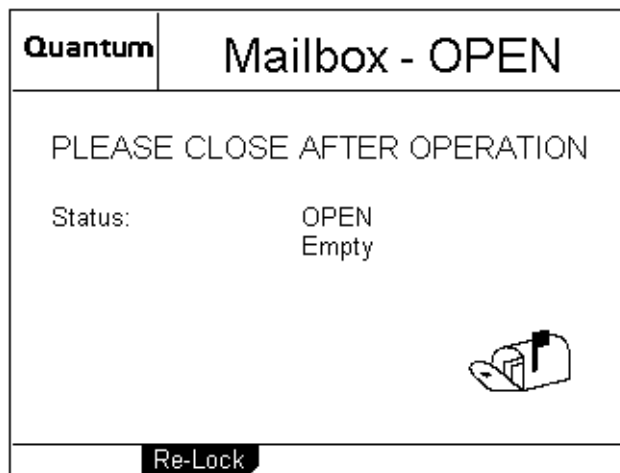 Quantum
Mailbox - OPEN
PLEASE CLOSE AFTER OPERATION
Status: OPEN
Empty
Re-Lock